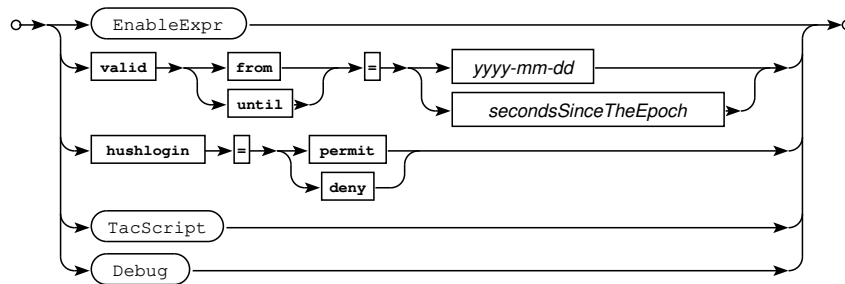 EnableExpr
valid from = yyyy-mm-dd
until secondsSinceTheEpoch
hushlogin = permit
deny
TacScript
Debug